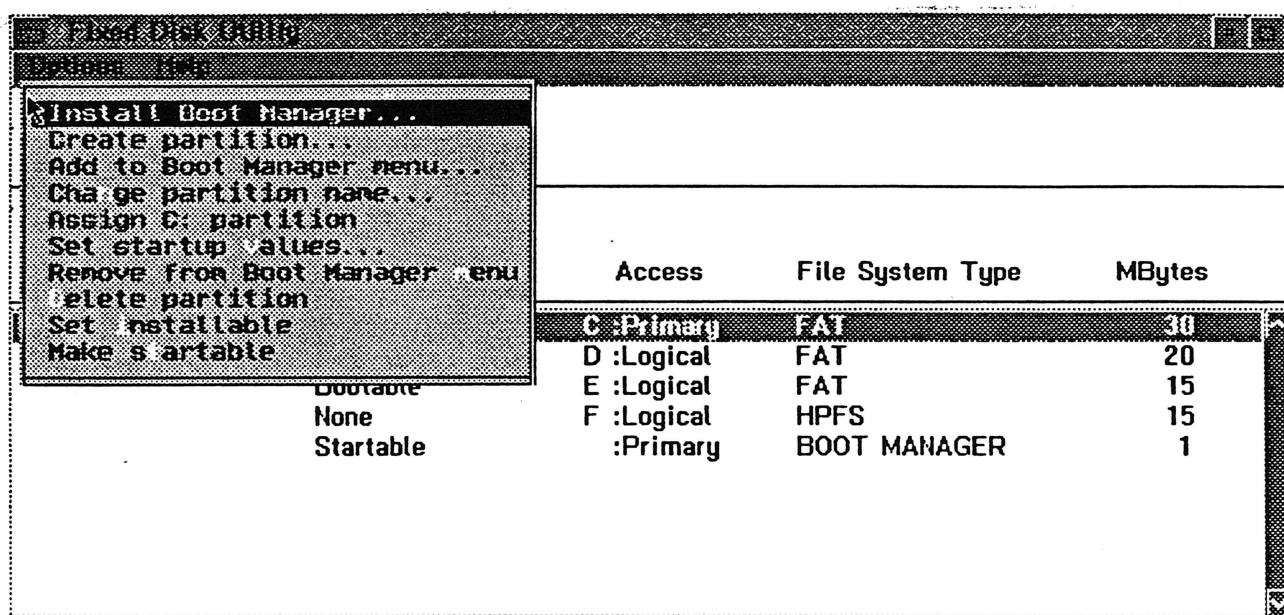 Fixed Disk Utility
Options Help
Install Boot Manager...
Create partition...
Add to Boot Manager menu...
Change partition name...
Assign C: partition
Set startup values...
Remove from Boot Manager menu
Delete partition
Set installable
Make startable
Access File System Type MBytes
C :Primary FAT 30
D :Logical FAT 20
Bootable E :Logical FAT 15
None F :Logical HPFS 15
Startable :Primary BOOT MANAGER 1